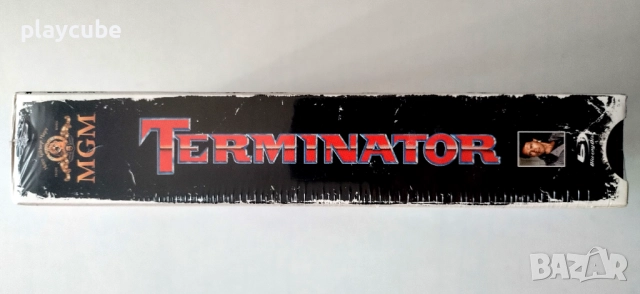 playcube
MGM
TERMINATOR
BAZAR